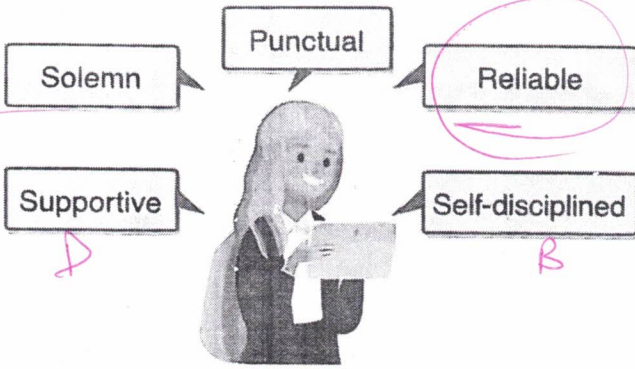 Punctual
Solemn
Reliable
Supportive
Self-disciplined
D
B